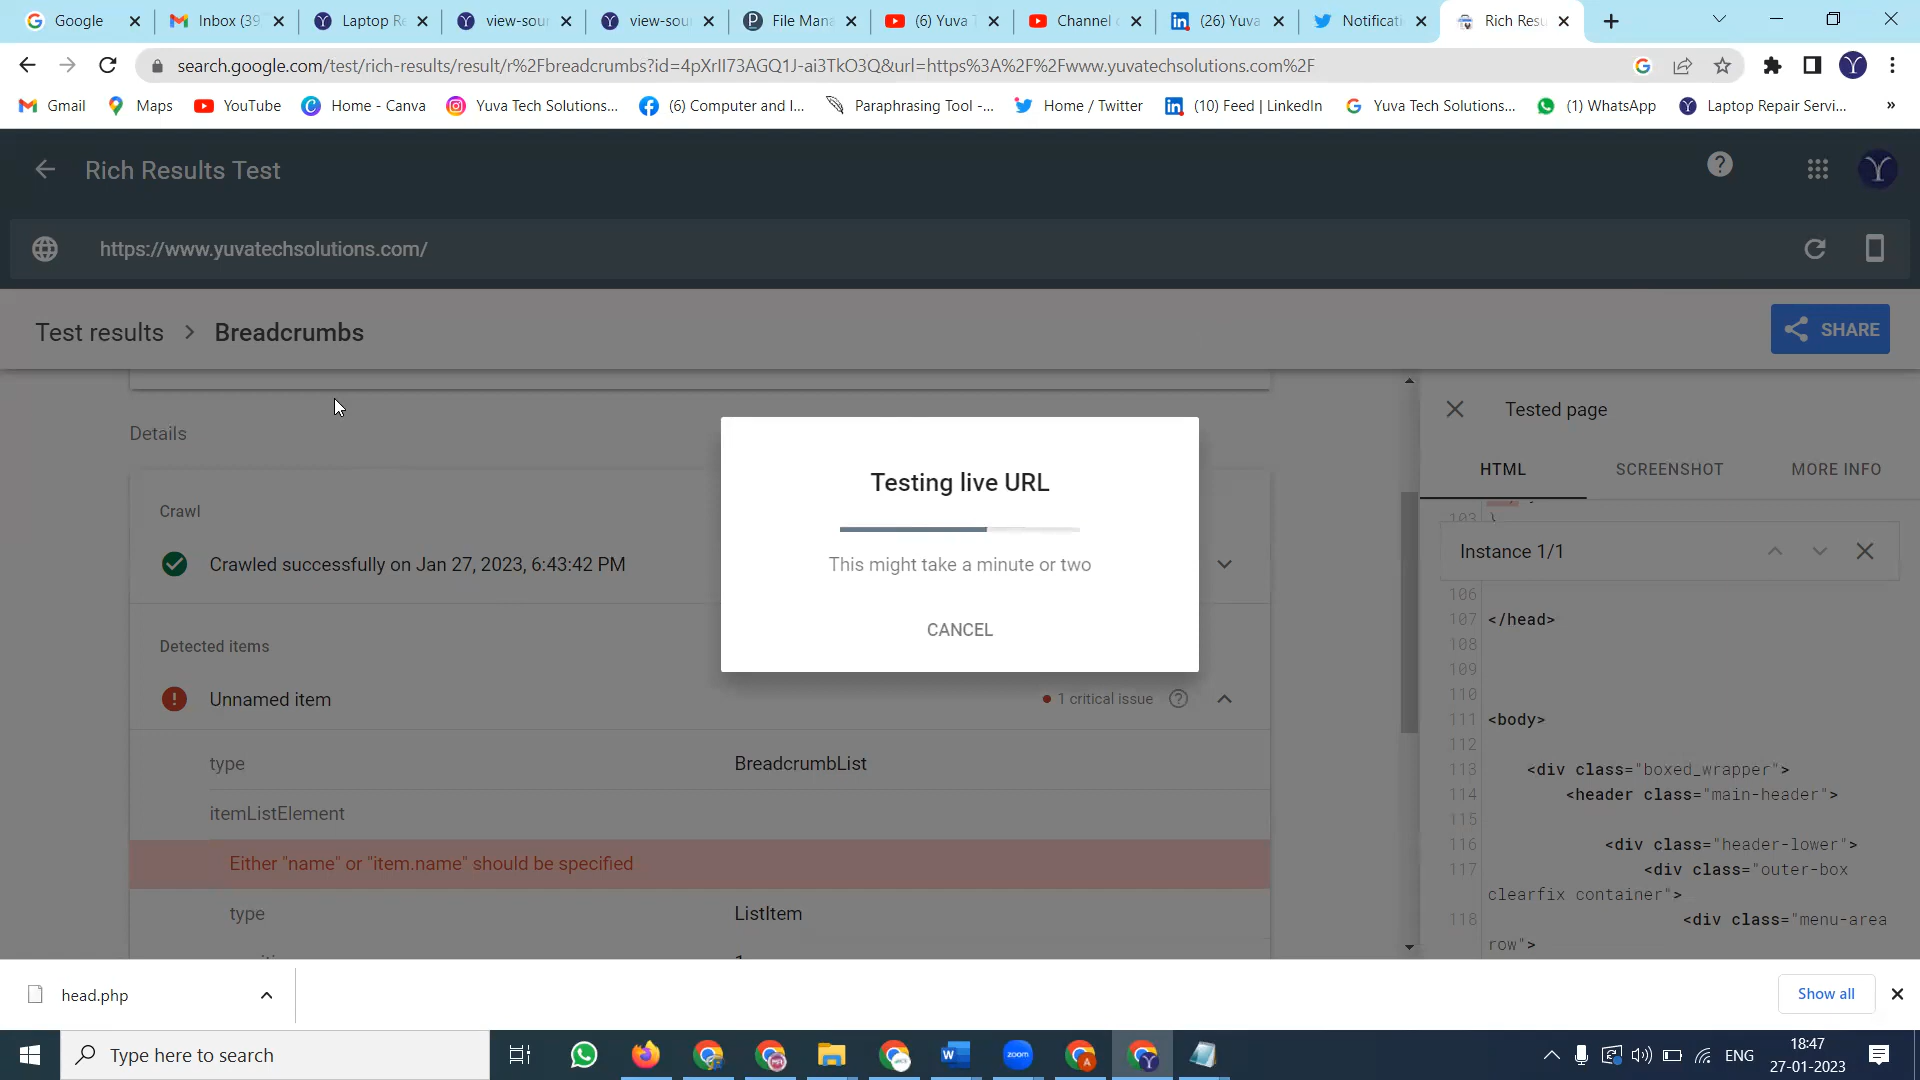 Google
Inbox (39
Laptop Re
view-sour
view-sour
File Mana
(6) Yuva T
Channel c
(26) Yuva
Notificati
Rich Resu
search.google.com/test/rich-results/result/r%2Fbreadcrumbs?id=4pXrII73AGQ1J-ai3TkO3Q&url=https%3A%2F%2Fwww.yuvatechsolutions.com%2F
Gmail
Maps
YouTube
Home - Canva
Yuva Tech Solutions...
(6) Computer and I...
Paraphrasing Tool -...
Home / Twitter
(10) Feed | LinkedIn
Yuva Tech Solutions...
(1) WhatsApp
Laptop Repair Servi...
»
Rich Results Test
https://www.yuvatechsolutions.com/
Test results > Breadcrumbs
SHARE
Details
Crawl
Crawled successfully on Jan 27, 2023, 6:43:42 PM
Detected items
Unnamed item
1 critical issue
type BreadcrumbList
itemListElement
Either "name" or "item.name" should be specified
type ListItem
Testing live URL
This might take a minute or two
CANCEL
Tested page
HTML SCREENSHOT MORE INFO
103 }
Instance 1/1
106
107 </head>
108
109
110
111 <body>
112
113 <div class="boxed_wrapper">
114 <header class="main-header">
115
116 <div class="header-lower">
117 <div class="outer-box
clearfix container">
118 <div class="menu-area
row">
head.php
Show all
Type here to search
zoom
ENG
18:47
27-01-2023